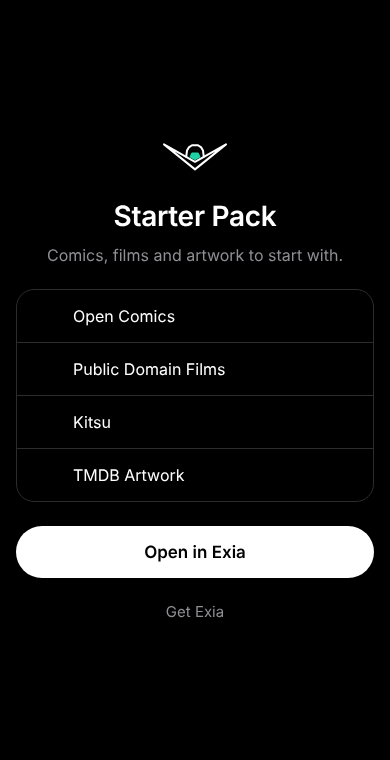 Starter Pack
Comics, films and artwork to start with.
Open Comics
Public Domain Films
Kitsu
TMDB Artwork
Open in Exia
Get Exia